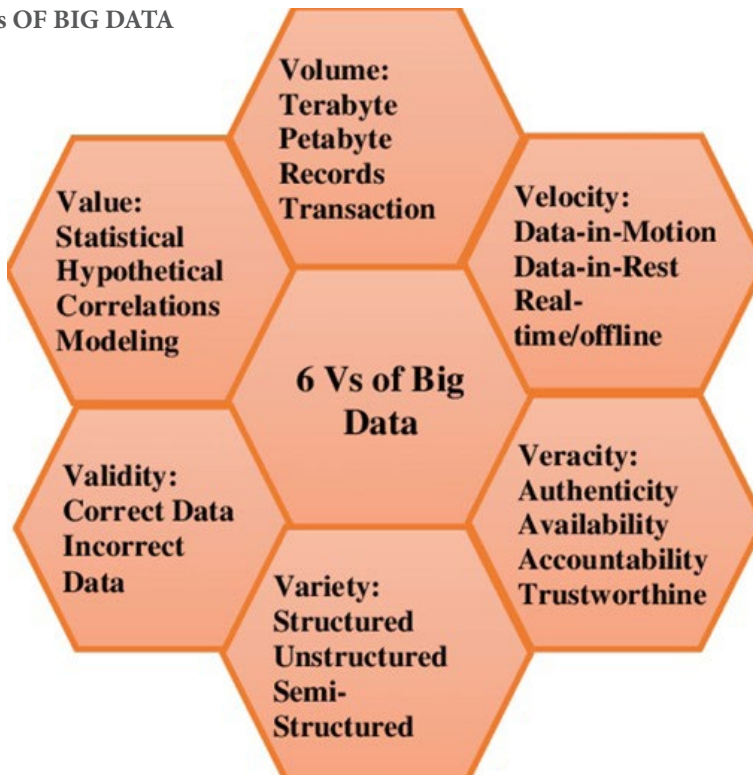 s OF BIG DATA
Volume:
Terabyte
Petabyte
Records
Transaction
Velocity:
Data-in-Motion
Data-in-Rest
Real-
time/offline
Value:
Statistical
Hypothetical
Correlations
Modeling
6 Vs of Big
Data
Veracity:
Authenticity
Availability
Accountability
Trustworthine
Validity:
Correct Data
Incorrect
Data
Variety:
Structured
Unstructured
Semi-
Structured